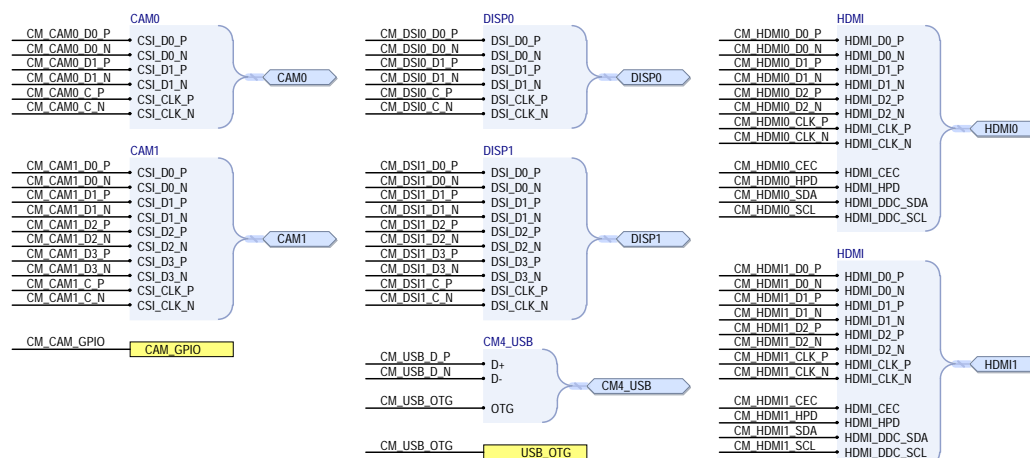 CAM0
CM_CAM0_D0_P CSI_D0_P
CM_CAM0_D0_N CSI_D0_N
CM_CAM0_D1_P CSI_D1_P
CM_CAM0_D1_N CSI_D1_N
CM_CAM0_C_P CSI_CLK_P
CM_CAM0_C_N CSI_CLK_N
CAM0
CAM1
CM_CAM1_D0_P CSI_D0_P
CM_CAM1_D0_N CSI_D0_N
CM_CAM1_D1_P CSI_D1_P
CM_CAM1_D1_N CSI_D1_N
CM_CAM1_D2_P CSI_D2_P
CM_CAM1_D2_N CSI_D2_N
CM_CAM1_D3_P CSI_D3_P
CM_CAM1_D3_N CSI_D3_N
CM_CAM1_C_P CSI_CLK_P
CM_CAM1_C_N CSI_CLK_N
CAM1
CM_CAM_GPIO CAM_GPIO
DISP0
CM_DSI0_D0_P DSI_D0_P
CM_DSI0_D0_N DSI_D0_N
CM_DSI0_D1_P DSI_D1_P
CM_DSI0_D1_N DSI_D1_N
CM_DSI0_C_P DSI_CLK_P
CM_DSI0_C_N DSI_CLK_N
DISP0
DISP1
CM_DSI1_D0_P DSI_D0_P
CM_DSI1_D0_N DSI_D0_N
CM_DSI1_D1_P DSI_D1_P
CM_DSI1_D1_N DSI_D1_N
CM_DSI1_D2_P DSI_D2_P
CM_DSI1_D2_N DSI_D2_N
CM_DSI1_D3_P DSI_D3_P
CM_DSI1_D3_N DSI_D3_N
CM_DSI1_C_P DSI_CLK_P
CM_DSI1_C_N DSI_CLK_N
DISP1
CM4_USB
CM_USB_D_P D+
CM_USB_D_N D-
CM_USB_OTG OTG
CM4_USB
CM_USB_OTG USB_OTG
HDMI
CM_HDMI0_D0_P HDMI_D0_P
CM_HDMI0_D0_N HDMI_D0_N
CM_HDMI0_D1_P HDMI_D1_P
CM_HDMI0_D1_N HDMI_D1_N
CM_HDMI0_D2_P HDMI_D2_P
CM_HDMI0_D2_N HDMI_D2_N
CM_HDMI0_CLK_P HDMI_CLK_P
CM_HDMI0_CLK_N HDMI_CLK_N
CM_HDMI0_CEC HDMI_CEC
CM_HDMI0_HPD HDMI_HPD
CM_HDMI0_SDA HDMI_DDC_SDA
CM_HDMI0_SCL HDMI_DDC_SCL
HDMI0
HDMI
CM_HDMI1_D0_P HDMI_D0_P
CM_HDMI1_D0_N HDMI_D0_N
CM_HDMI1_D1_P HDMI_D1_P
CM_HDMI1_D1_N HDMI_D1_N
CM_HDMI1_D2_P HDMI_D2_P
CM_HDMI1_D2_N HDMI_D2_N
CM_HDMI1_CLK_P HDMI_CLK_P
CM_HDMI1_CLK_N HDMI_CLK_N
CM_HDMI1_CEC HDMI_CEC
CM_HDMI1_HPD HDMI_HPD
CM_HDMI1_SDA HDMI_DDC_SDA
CM_HDMI1_SCL HDMI_DDC_SCL
HDMI1